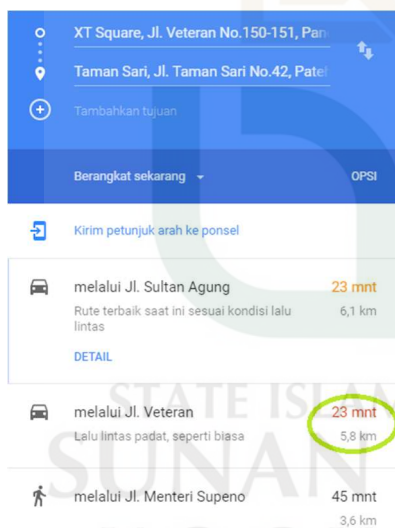 XT Square, Jl. Veteran No.150-151, Pan
Taman Sari, Jl. Taman Sari No.42, Pate
Tambahkan tujuan
Berangkat sekarang OPSI
Kirim petunjuk arah ke ponsel
melalui Jl. Sultan Agung 23 mnt
Rute terbaik saat ini sesuai kondisi lalu 6,1 km
lintas
DETAIL
STATE ISLAM
melalui Jl. Veteran 23 mnt
Lalu lintas padat, seperti biasa 5,8 km
SUNAN
melalui Jl. Menteri Supeno 45 mnt
3,6 km